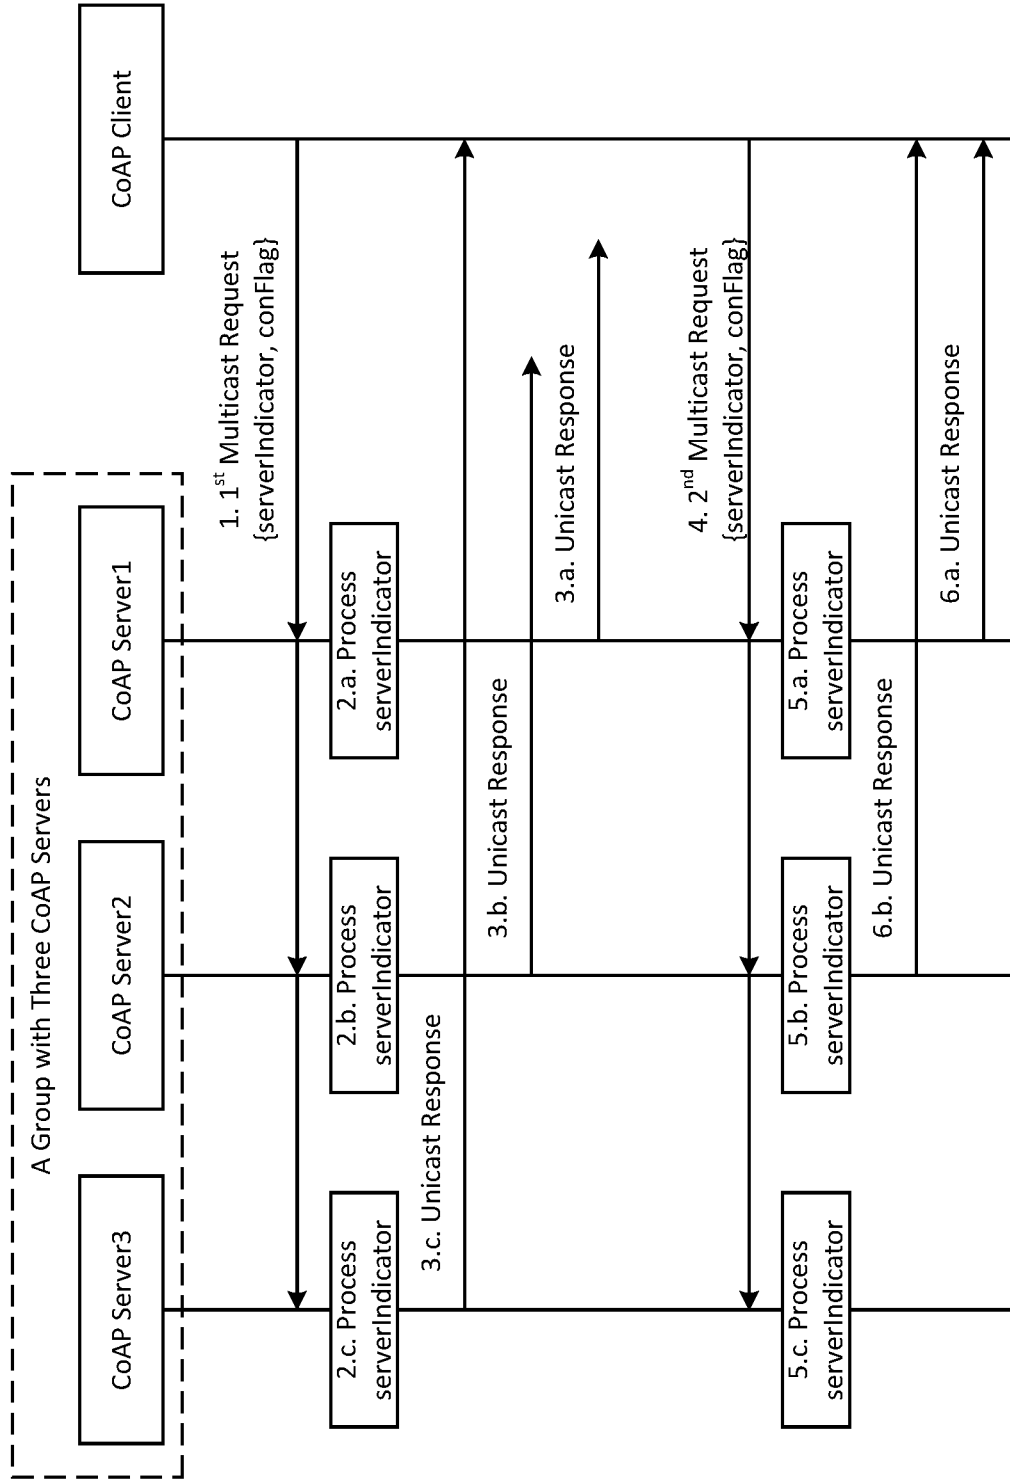 A Group with Three CoAP Servers
CoAP Server3
CoAP Server2
CoAP Server1
CoAP Client
1. 1st Multicast Request
{serverIndicator, conFlag}
2.c. Process
serverIndicator
2.b. Process
serverIndicator
2.a. Process
serverIndicator
3.c. Unicast Response
3.b. Unicast Response
3.a. Unicast Response
4. 2nd Multicast Request
{serverIndicator, conFlag}
5.c. Process
serverIndicator
5.b. Process
serverIndicator
5.a. Process
serverIndicator
6.b. Unicast Response
6.a. Unicast Response